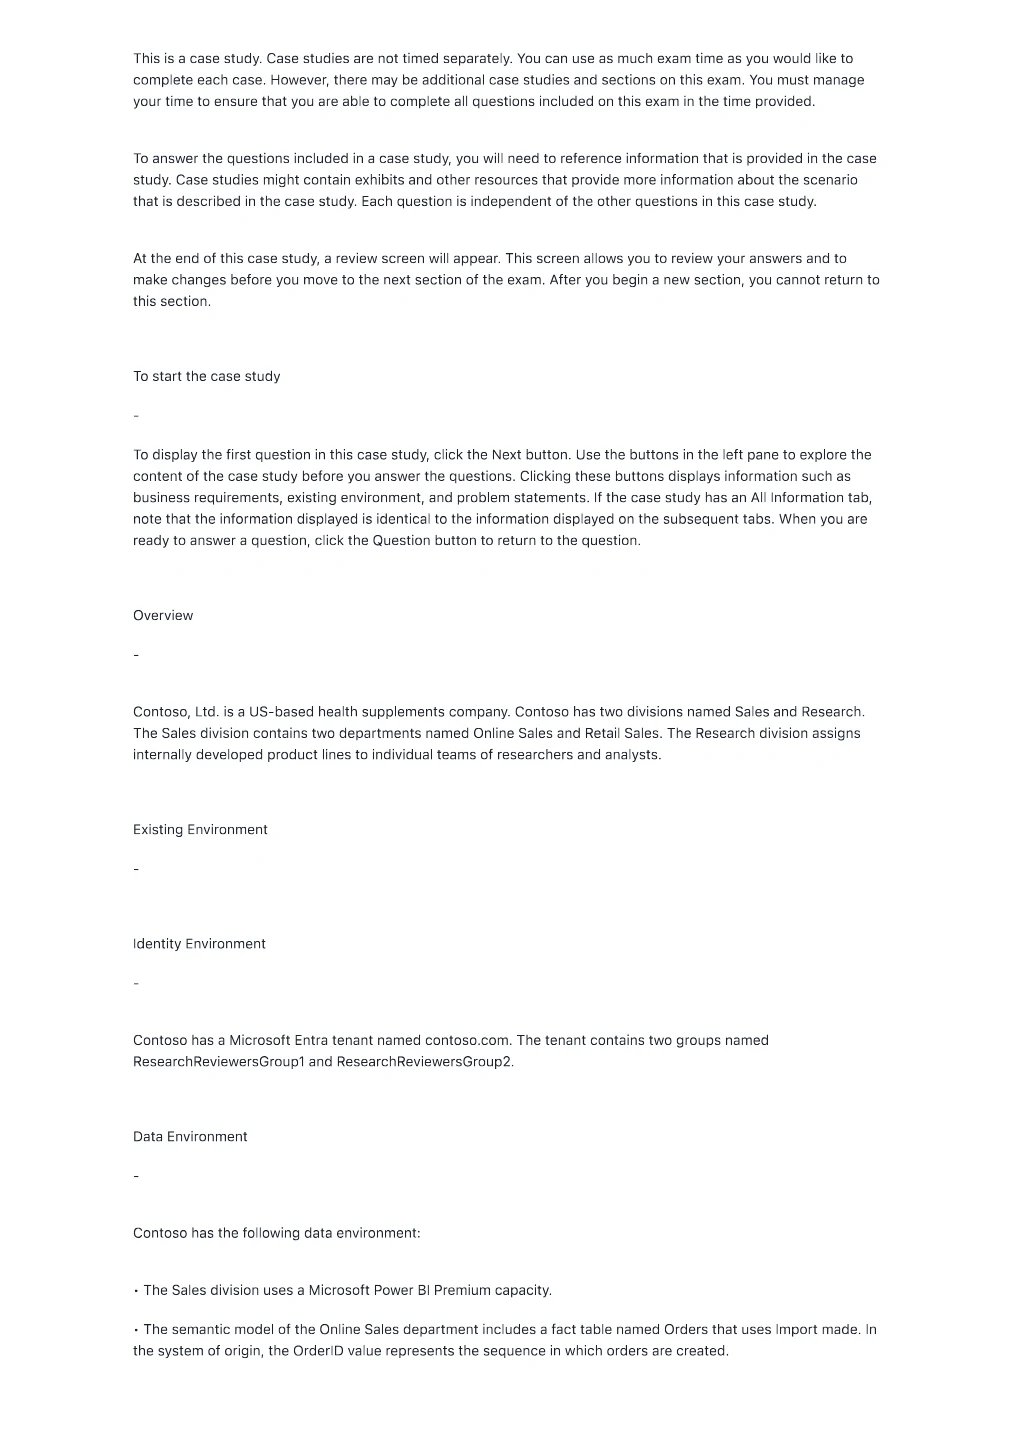 This is a case study. Case studies are not timed separately. You can use as much exam time as you would like to
complete each case. However, there may be additional case studies and sections on this exam. You must manage
your time to ensure that you are able to complete all questions included on this exam in the time provided.
To answer the questions included in a case study, you will need to reference information that is provided in the case
study. Case studies might contain exhibits and other resources that provide more information about the scenario
that is described in the case study. Each question is independent of the other questions in this case study.
At the end of this case study, a review screen will appear. This screen allows you to review your answers and to
make changes before you move to the next section of the exam. After you begin a new section, you cannot return to
this section.
To start the case study
-
To display the first question in this case study, click the Next button. Use the buttons in the left pane to explore the
content of the case study before you answer the questions. Clicking these buttons displays information such as
business requirements, existing environment, and problem statements. If the case study has an All Information tab,
note that the information displayed is identical to the information displayed on the subsequent tabs. When you are
ready to answer a question, click the Question button to return to the question.
Overview
-
Contoso, Ltd. is a US-based health supplements company. Contoso has two divisions named Sales and Research.
The Sales division contains two departments named Online Sales and Retail Sales. The Research division assigns
internally developed product lines to individual teams of researchers and analysts.
Existing Environment
-
Identity Environment
-
Contoso has a Microsoft Entra tenant named contoso.com. The tenant contains two groups named
ResearchReviewersGroup1 and ResearchReviewersGroup2.
Data Environment
-
Contoso has the following data environment:
• The Sales division uses a Microsoft Power BI Premium capacity.
• The semantic model of the Online Sales department includes a fact table named Orders that uses Import made. In
the system of origin, the OrderID value represents the sequence in which orders are created.